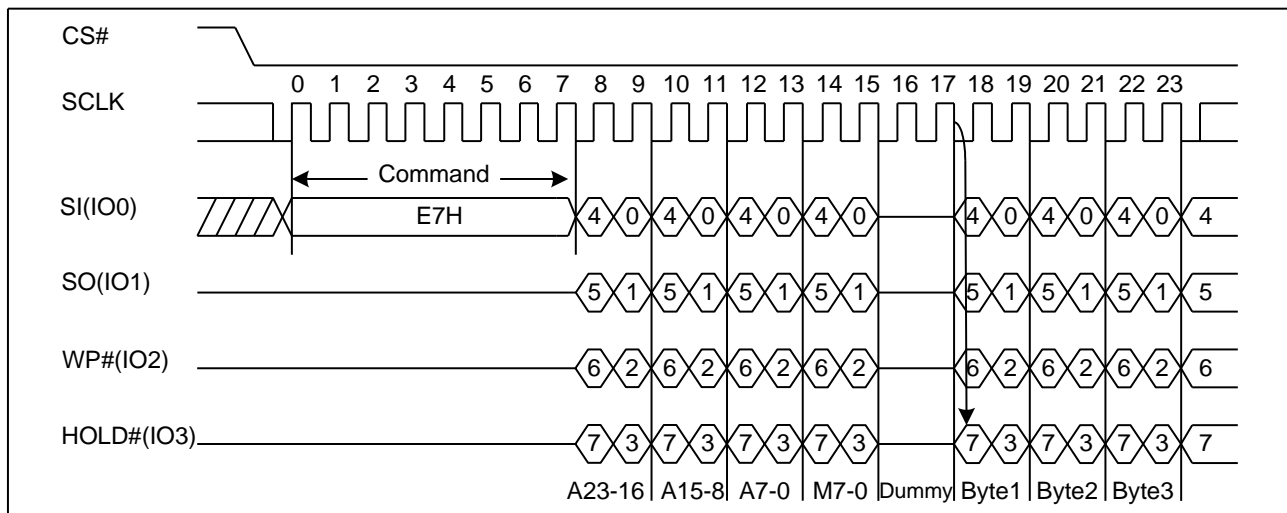 CS#
0 1 2 3 4 5 6 7 8 9 10 11 12 13 14 15 16 17 18 19 20 21 22 23
SCLK
Command
SI(IO0) E7H 4 0 4 0 4 0 4 0 4 0 4 0 4 0 4
SO(IO1) 5 1 5 1 5 1 5 1 5 1 5 1 5 1 5
WP#(IO2) 6 2 6 2 6 2 6 2 6 2 6 2 6 2 6
HOLD#(IO3) 7 3 7 3 7 3 7 3 7 3 7 3 7 3 7
A23-16 A15-8 A7-0 M7-0 Dummy Byte1 Byte2 Byte3